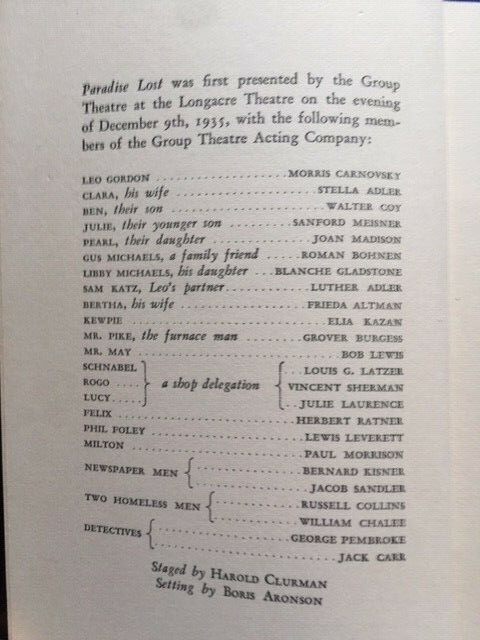 Paradise Lost was first presented by the Group
Theatre at the Longacre Theatre on the evening
of December 9th, 1935, with the following mem-
bers of the Group Theatre Acting Company:
LEO GORDON ..................... MORRIS CARNOVSKY
CLARA, his wife ..................... STELLA ADLER
BEN, their son ..................... WALTER COY
JULIE, their younger son .......... SANFORD MEISNER
PEARL, their daughter .............. JOAN MADISON
GUS MICHAELS, a family friend ..... ROMAN BOHNEN
LIBBY MICHAELS, his daughter ... BLANCHE GLADSTONE
SAM KATZ, Leo's partner............ LUTHER ADLER
BERTHA, his wife .................. FRIEDA ALTMAN
KEWPIE ........................... ELIA KAZAN
MR. PIKE, the furnace man ......... GROVER BURGESS
MR. MAY ........................... BOB LEWIS
SCHNABEL } { ..LOUIS G. LATZER
ROGO .... } a shop delegation { VINCENT SHERMAN
LUCY..... } { ..JULIE LAURENCE
FELIX ........................... HERBERT RATNER
PHIL FOLEY ...................... LEWIS LEVERETT
MILTON .......................... PAUL MORRISON
NEWSPAPER MEN { .................. BERNARD KISNER
.................. JACOB SANDLER
TWO HOMELESS MEN { ............... RUSSELL COLLINS
............... WILLIAM CHALEE
DETECTIVES { ..................... GEORGE PEMBROKE
..................... JACK CARR
Staged by HAROLD CLURMAN
Setting by BORIS ARONSON